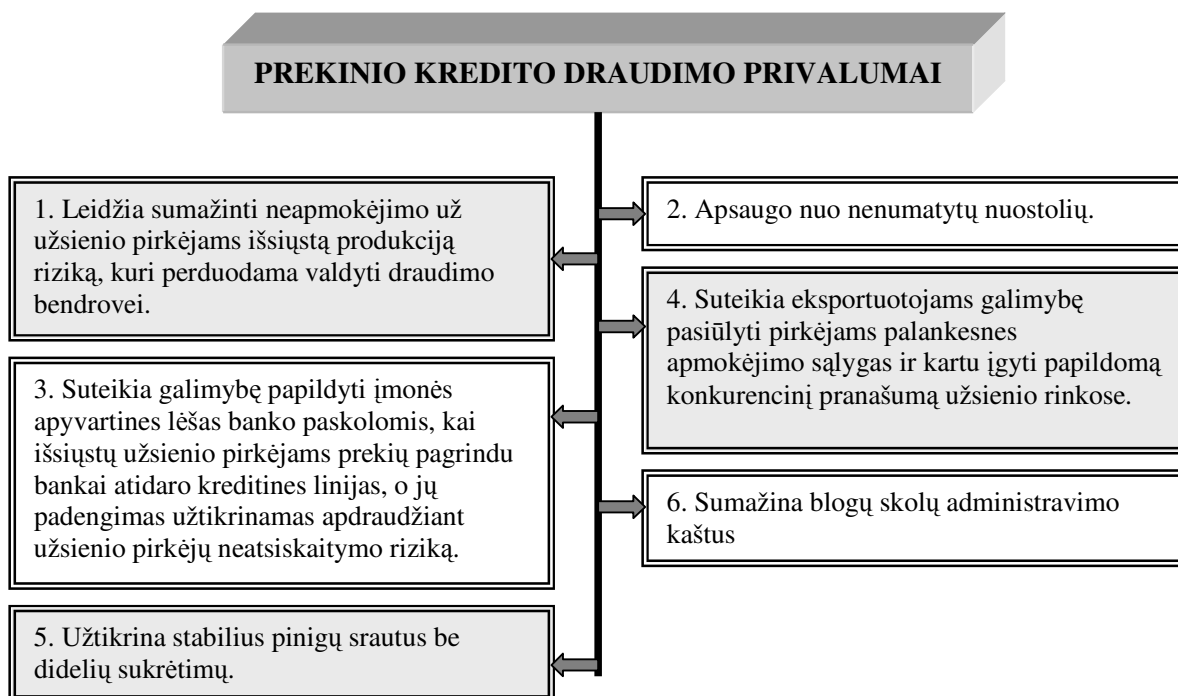 PREKINIO KREDITO DRAUDIMO PRIVALUMAI
1. Leidžia sumažinti neapmokėjimo už
užsienio pirkėjams išsiųstą produkciją
riziką, kuri perduodama valdyti draudimo
bendrovei.
2. Apsaugo nuo nenumatytų nuostolių.
3. Suteikia galimybę papildyti įmonės
apyvartines lėšas banko paskolomis, kai
išsiųstų užsienio pirkėjams prekių pagrindu
bankai atidaro kreditines linijas, o jų
padengimas užtikrinamas apdraudžiant
užsienio pirkėjų neatsiskaitymo riziką.
4. Suteikia eksportuotojams galimybę
pasiūlyti pirkėjams palankesnes
apmokėjimo sąlygas ir kartu įgyti papildomą
konkurencinį pranašumą užsienio rinkose.
5. Užtikrina stabilius pinigų srautus be
didelių sukrėtimų.
6. Sumažina blogų skolų administravimo
kaštus